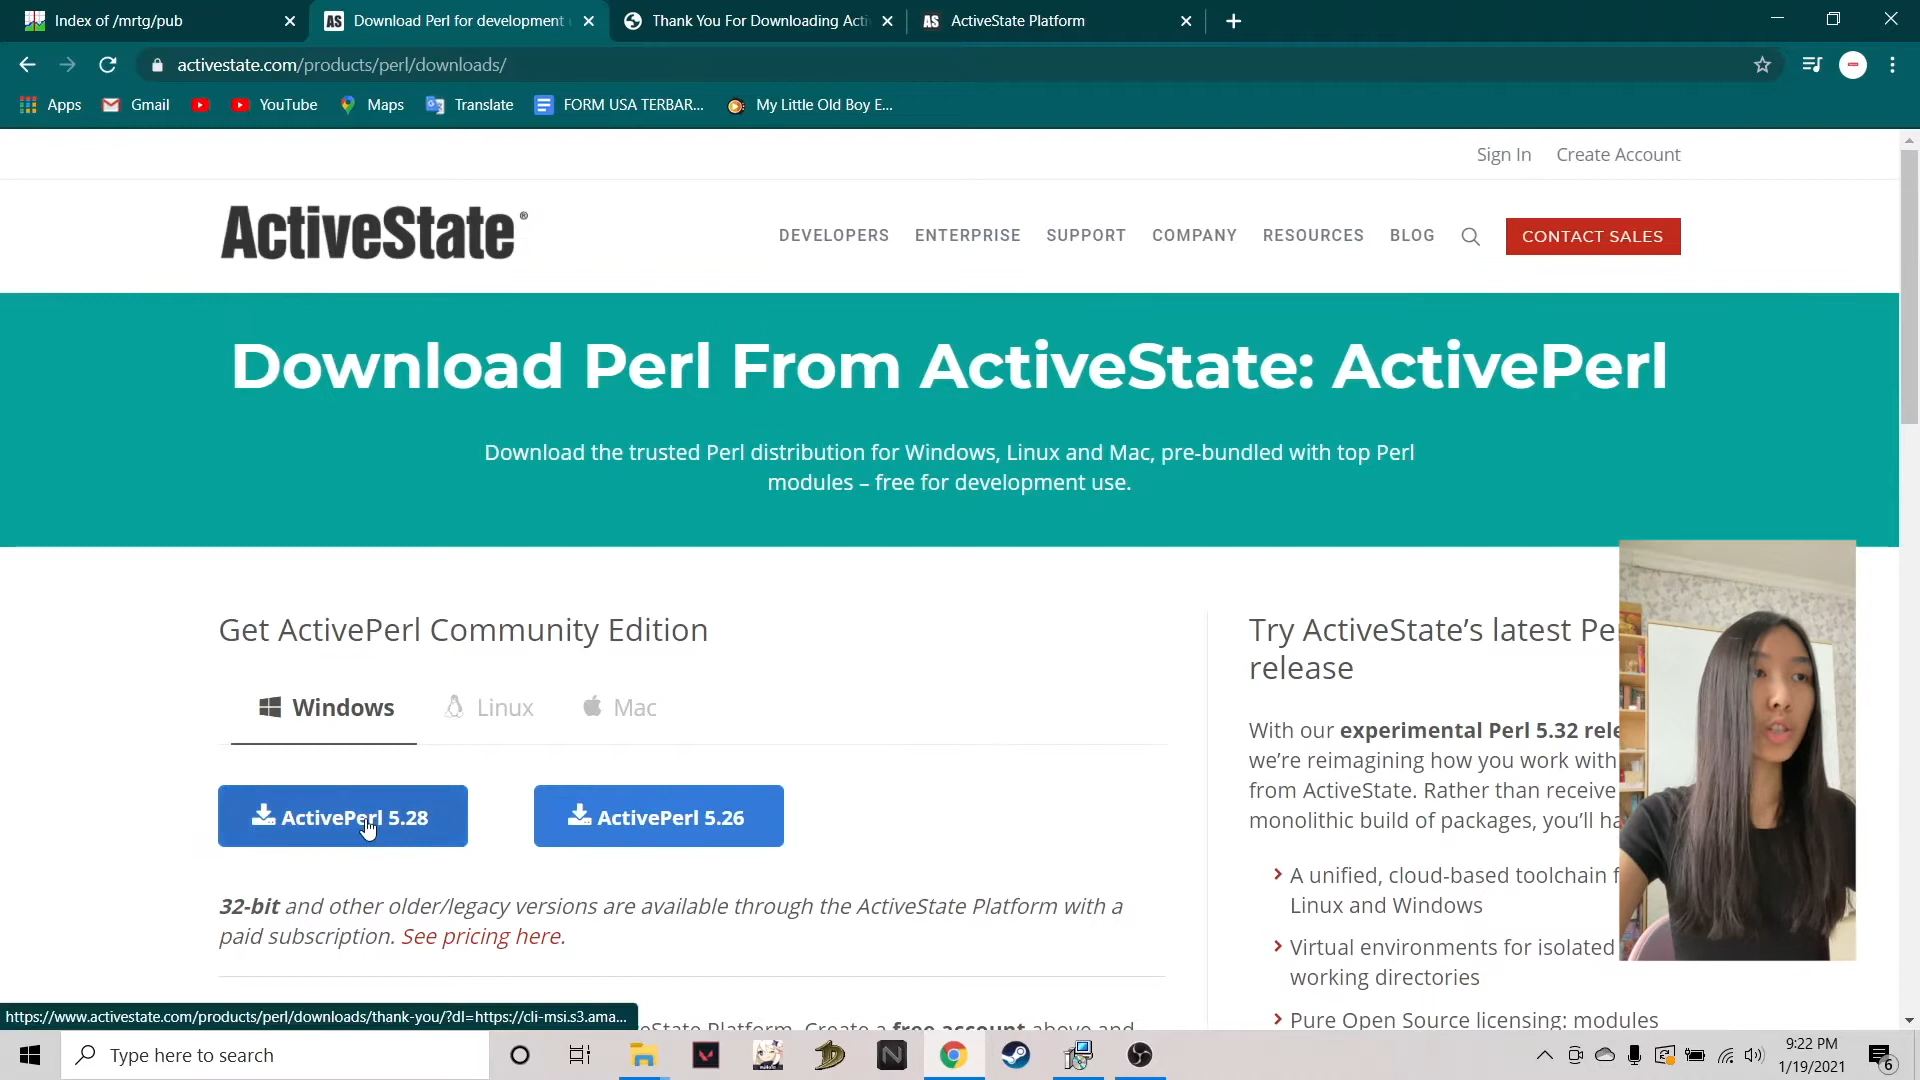 Index of /mrtg/pub
Download Perl for development
Thank You For Downloading Acti
AS ActiveState Platform
activestate.com/products/perl/downloads/
Apps
Gmail
YouTube
Maps
Translate
FORM USA TERBAR...
My Little Old Boy E...
Sign In
Create Account
ActiveState®
DEVELOPERS
ENTERPRISE
SUPPORT
COMPANY
RESOURCES
BLOG
CONTACT SALES
Download Perl From ActiveState: ActivePerl
Download the trusted Perl distribution for Windows, Linux and Mac, pre-bundled with top Perl
modules – free for development use.
Get ActivePerl Community Edition
Windows
Linux
Mac
ActivePerl 5.28
ActivePerl 5.26
32-bit and other older/legacy versions are available through the ActiveState Platform with a
paid subscription. See pricing here.
Try ActiveState's latest Pe
release
With our experimental Perl 5.32 rele
we're reimagining how you work with
from ActiveState. Rather than receive
monolithic build of packages, you'll ha
A unified, cloud-based toolchain f
Linux and Windows
Virtual environments for isolated
working directories
Pure Open Source licensing: modules
https://www.activestate.com/products/perl/downloads/thank-you/?dl=https://cli-msi.s3.ama...
eState Platform. Create a free account above and
Type here to search
9:22 PM
1/19/2021
6